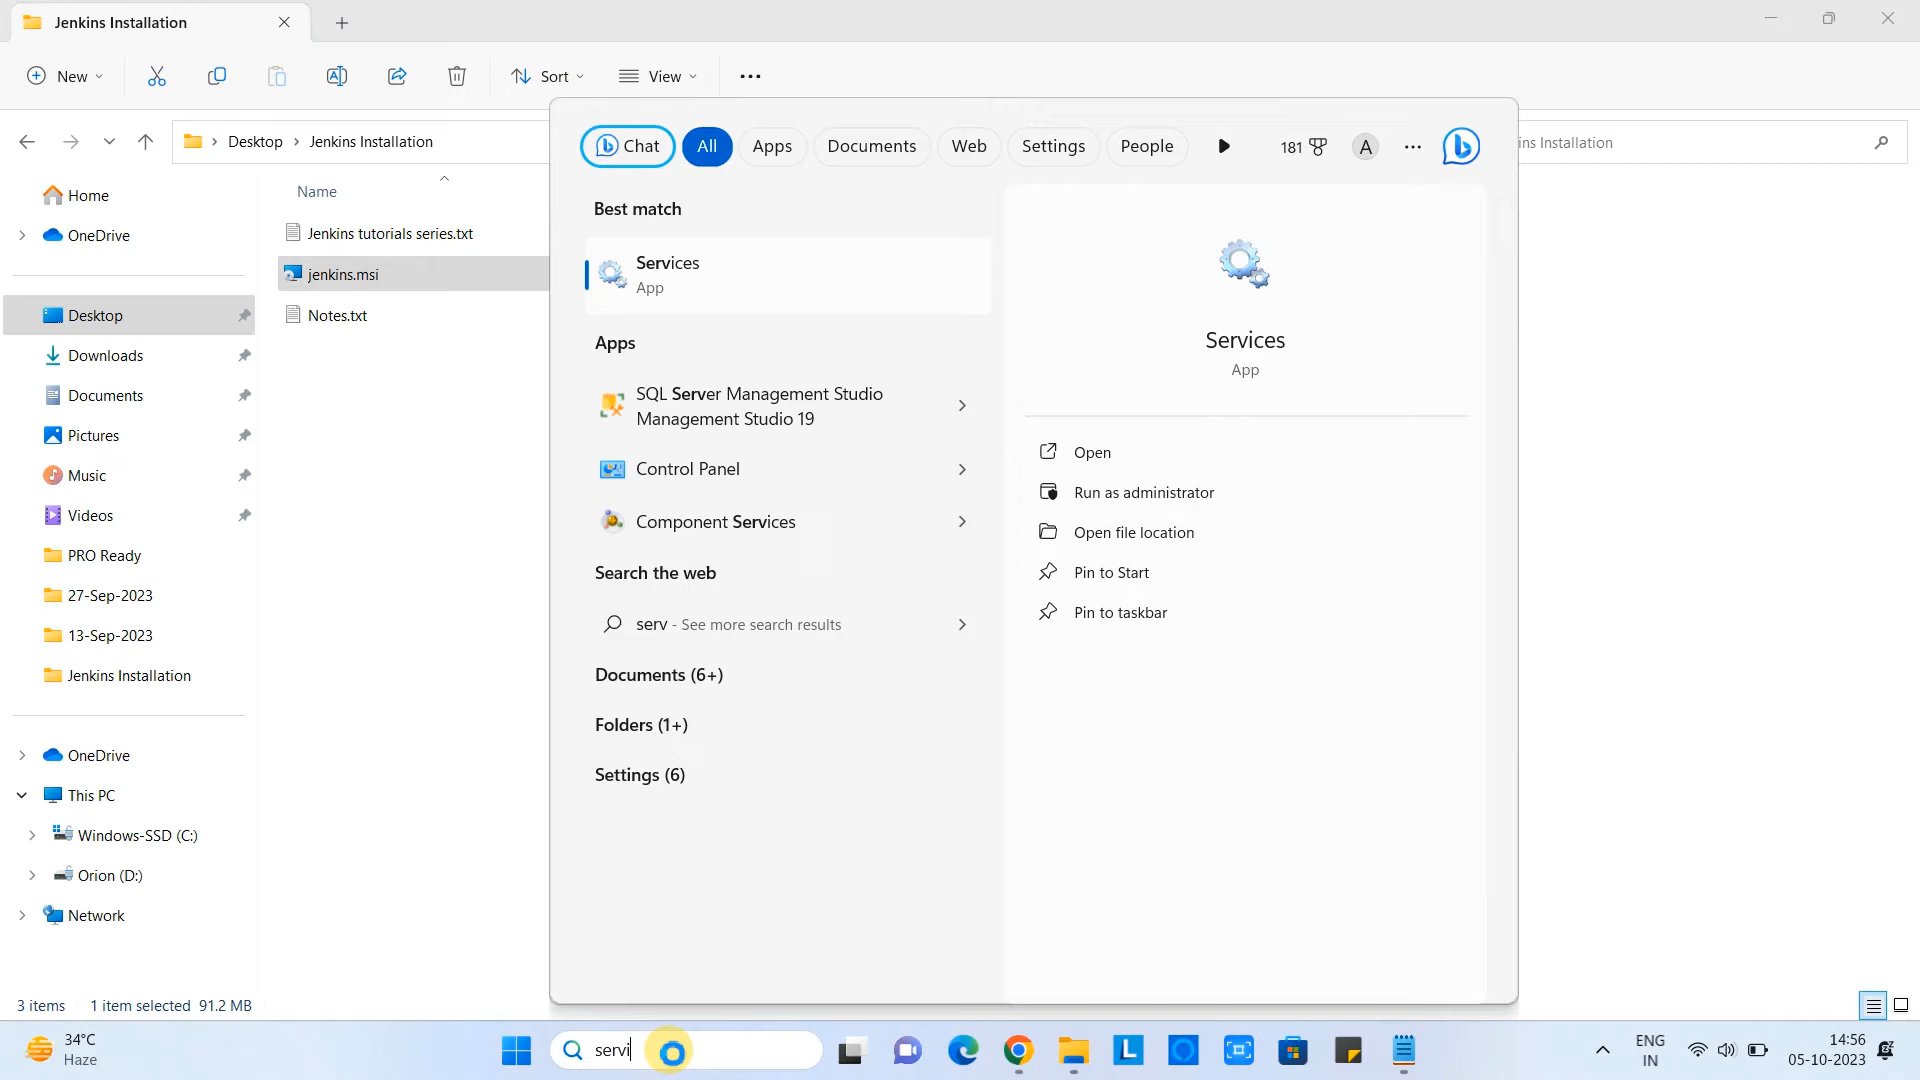 Jenkins Installation
New
Sort
View
Desktop
Jenkins Installation
ins Installation
Chat
All
Apps
Documents
Web
Settings
People
181
A
Home
OneDrive
Desktop
Downloads
Documents
Pictures
Music
Videos
PRO Ready
27-Sep-2023
13-Sep-2023
Jenkins Installation
OneDrive
This PC
Windows-SSD (C:)
Orion (D:)
Network
Name
Jenkins tutorials series.txt
jenkins.msi
Notes.txt
Best match
Services
App
Apps
SQL Server Management Studio
Management Studio 19
Control Panel
Component Services
Search the web
serv - See more search results
Documents (6+)
Folders (1+)
Settings (6)
Services
App
Open
Run as administrator
Open file location
Pin to Start
Pin to taskbar
3 items
1 item selected 91.2 MB
34°C
Haze
servi
L
ENG
IN
14:56
05-10-2023